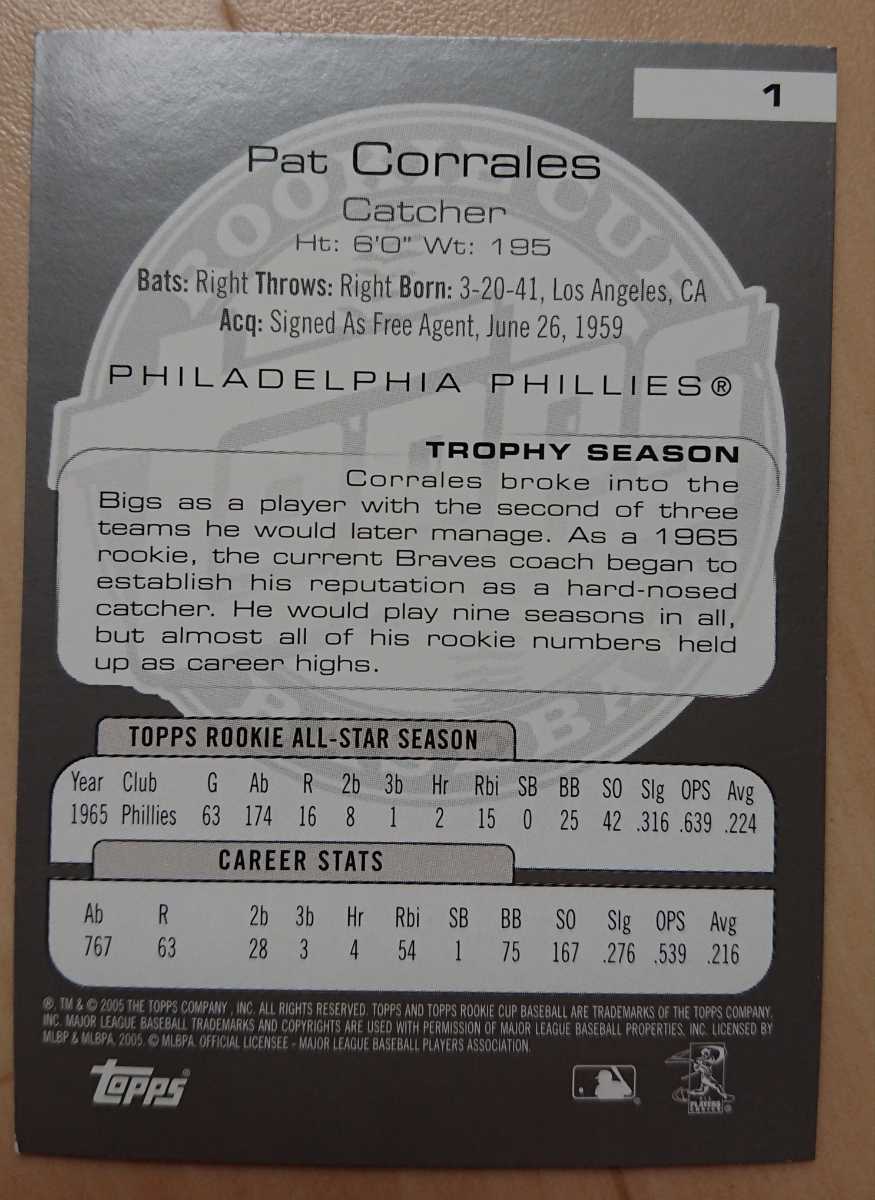 1
Pat Corrales
Catcher
Ht: 6'0" Wt: 195
Bats: Right Throws: Right Born: 3-20-41, Los Angeles, CA
Acq: Signed As Free Agent, June 26, 1959
PHILADELPHIA PHILLIES®
TROPHY SEASON
Corrales broke into the
Bigs as a player with the second of three
teams he would later manage. As a 1965
rookie, the current Braves coach began to
establish his reputation as a hard-nosed
catcher. He would play nine seasons in all,
but almost all of his rookie numbers held
up as career highs.
TOPPS ROOKIE ALL-STAR SEASON
Year Club G Ab R 2b 3b Hr Rbi SB BB SO Slg OPS Avg
1965 Phillies 63 174 16 8 1 2 15 0 25 42 .316 .639 .224
CAREER STATS
Ab R 2b 3b Hr Rbi SB BB SO Slg OPS Avg
767 63 28 3 4 54 1 75 167 .276 .539 .216
®, TM & © 2005 THE TOPPS COMPANY, INC. ALL RIGHTS RESERVED. TOPPS AND TOPPS ROOKIE CUP BASEBALL ARE TRADEMARKS OF THE TOPPS COMPANY,
INC. MAJOR LEAGUE BASEBALL TRADEMARKS AND COPYRIGHTS ARE USED WITH PERMISSION OF MAJOR LEAGUE BASEBALL PROPERTIES, INC. LICENSED BY
MLBP & MLBPA, 2005. © MLBPA. OFFICIAL LICENSEE - MAJOR LEAGUE BASEBALL PLAYERS ASSOCIATION.
Topps®
PLAYERS
CHOICE
ROOKIE CUP
TOPPS